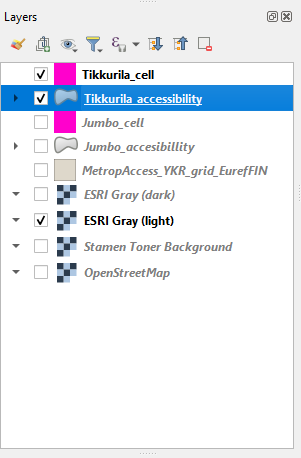 Layers
Tikkurila_cell
Tikkurila_accessibility
Jumbo_cell
Jumbo_accesibillity
MetropAccess_YKR_grid_EurefFIN
ESRI Gray (dark)
ESRI Gray (light)
Stamen Toner Background
OpenStreetMap